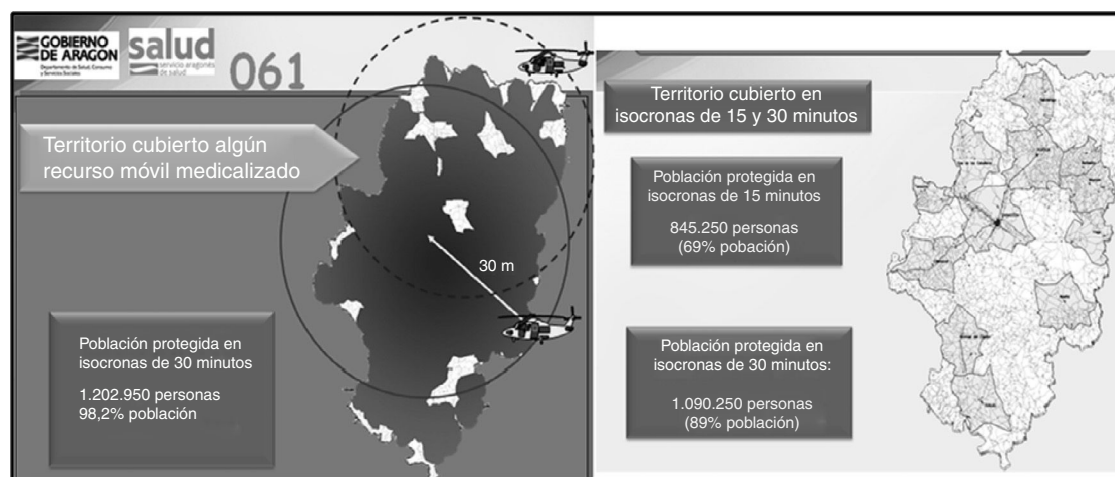 GOBIERNO
DE ARAGON
Departamento de Salud, Consumo
y Servicios Sociales
salud
servicio aragonés
de salud
061
Territorio cubierto algún
recurso móvil medicalizado
30 m
Población protegida en
isocronas de 30 minutos
1.202.950 personas
98,2% población
Territorio cubierto en
isocronas de 15 y 30 minutos
Población protegida en
isocronas de 15 minutos
845.250 personas
(69% pobación)
Población protegida en
isocronas de 30 minutos:
1.090.250 personas
(89% población)